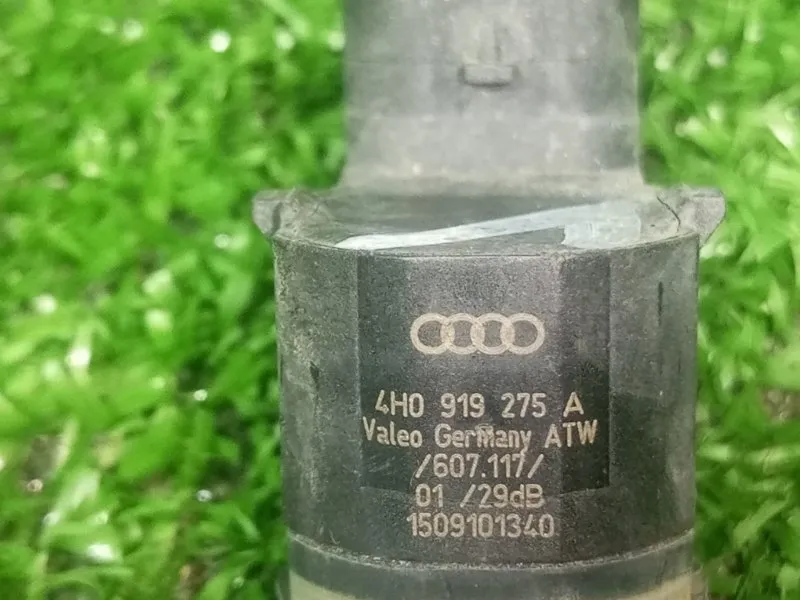 4H0 919 275 A
Valeo Germany ATW
/607.117/
01 /29dB
1509101340